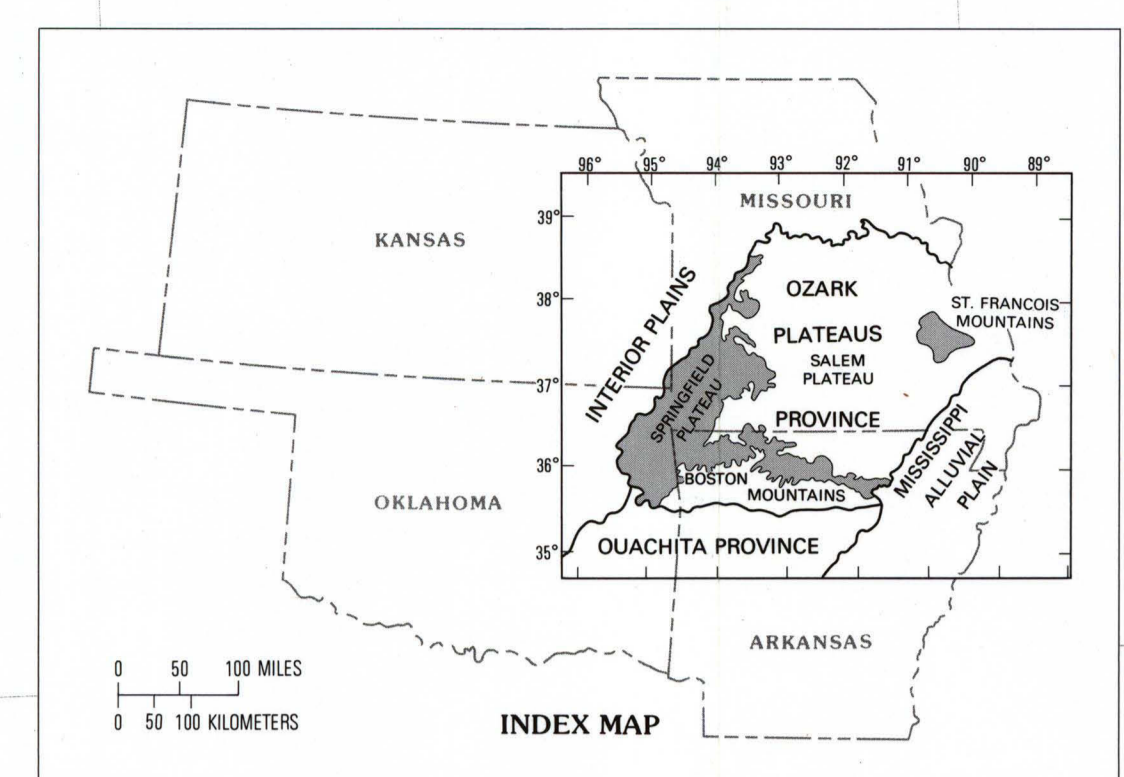 96° 95° 94° 93° 92° 91° 90° 89°
MISSOURI
39°
KANSAS
38°
INTERIOR PLAINS
OZARK
ST. FRANCOIS
MOUNTAINS
PLATEAUS
SALEM
PLATEAU
37°
SPRINGFIELD
PLATEAU
PROVINCE
MISSISSIPPI
ALLUVIAL
PLAIN
36°
BOSTON
MOUNTAINS
OKLAHOMA
35°
OUACHITA PROVINCE
ARKANSAS
0 50 100 MILES
0 50 100 KILOMETERS
INDEX MAP